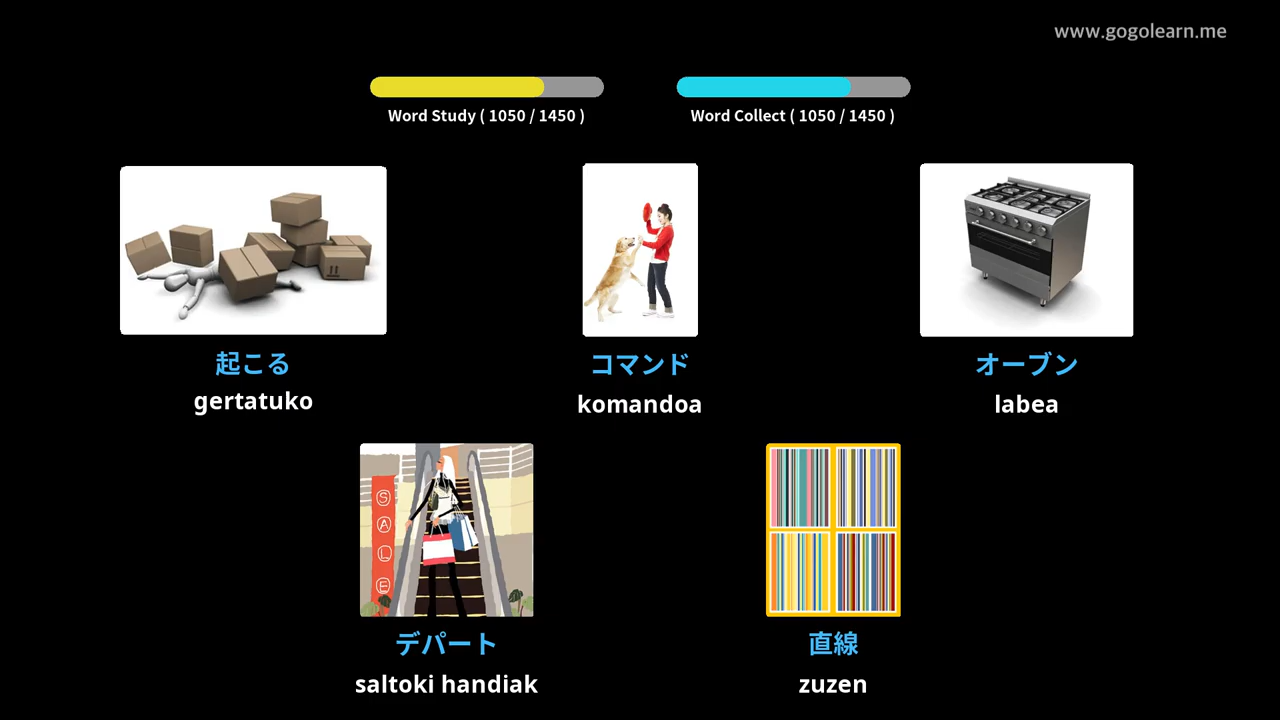 www.gogolearn.me
Word Study ( 1050 / 1450 )
Word Collect ( 1050 / 1450 )
起こる
gertatuko
コマンド
komandoa
オーブン
labea
SALE
デパート
saltoki handiak
直線
zuzen